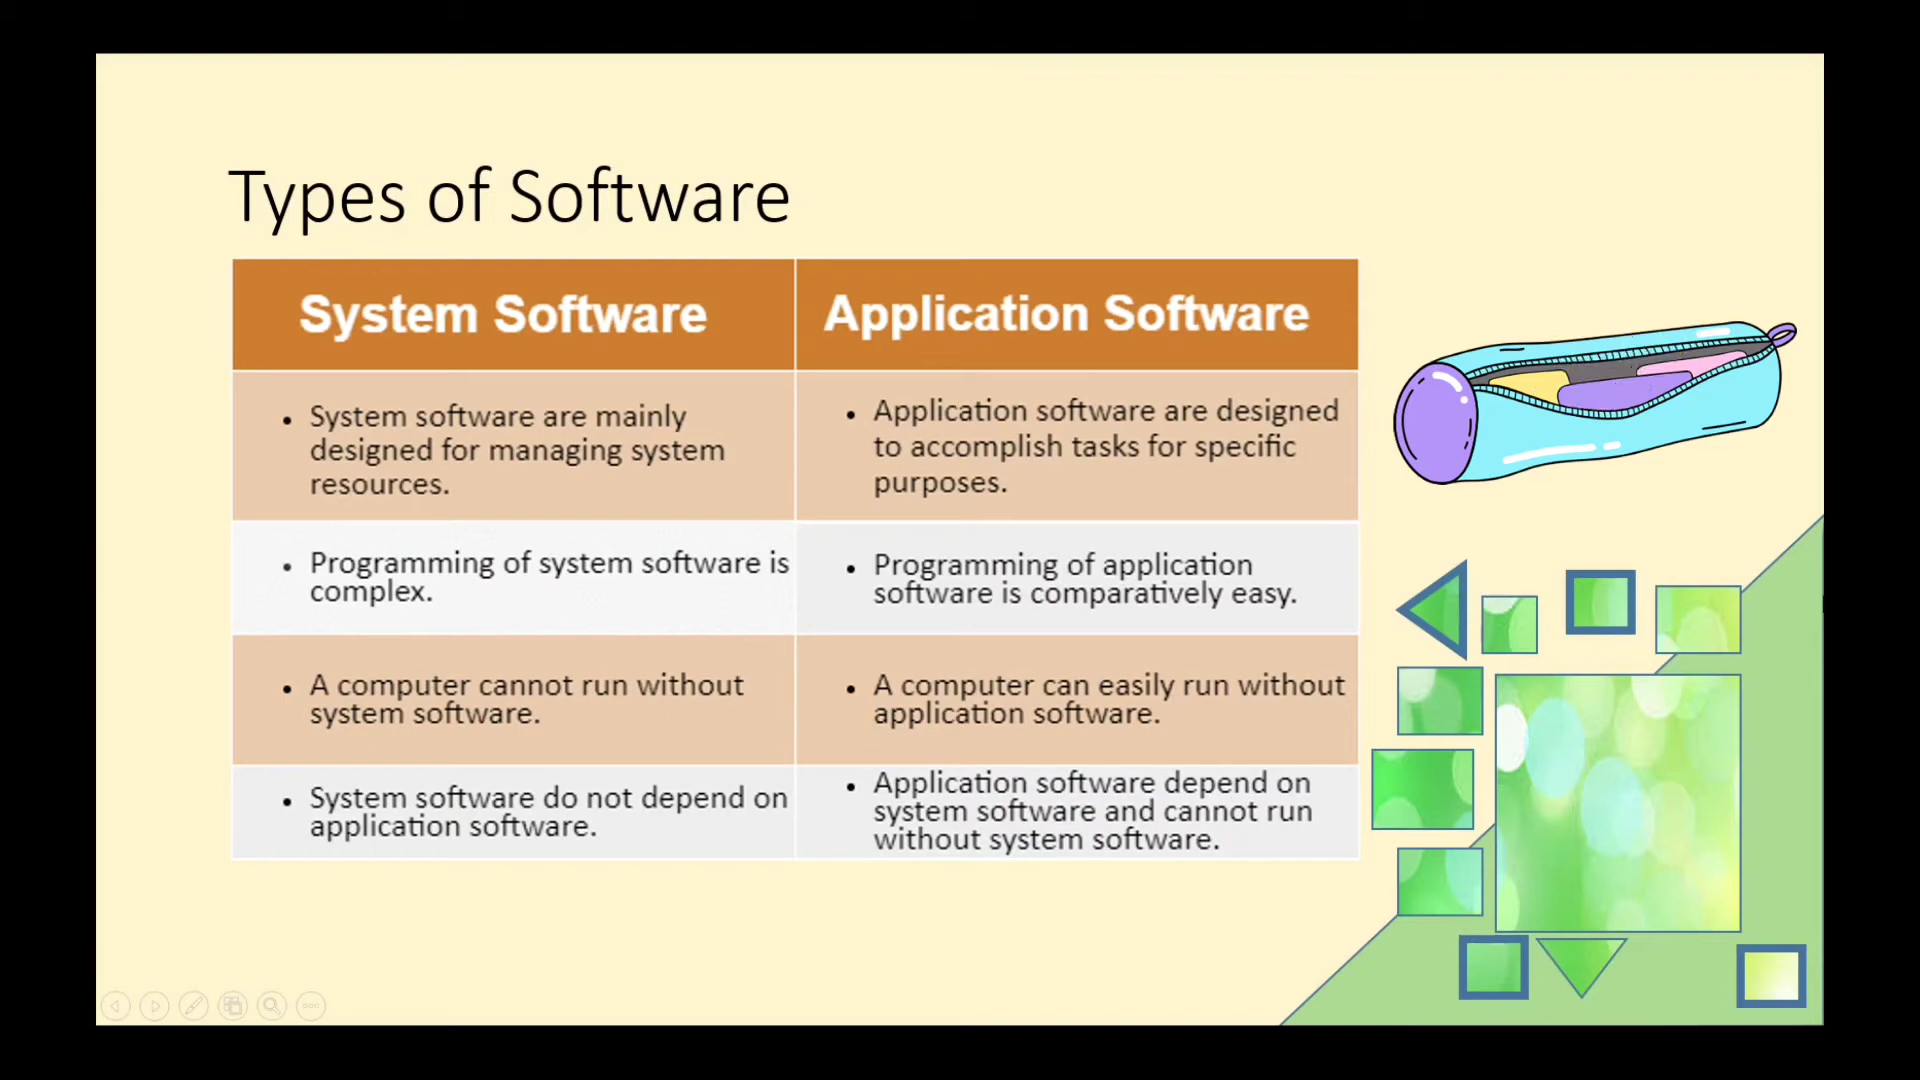 Types of Software
System Software
Application Software
• System software are mainly
designed for managing system
resources.
• Application software are designed
to accomplish tasks for specific
purposes.
• Programming of system software is
complex.
• Programming of application
software is comparatively easy.
• A computer cannot run without
system software.
• A computer can easily run without
application software.
• System software do not depend on
application software.
• Application software depend on
system software and cannot run
without system software.